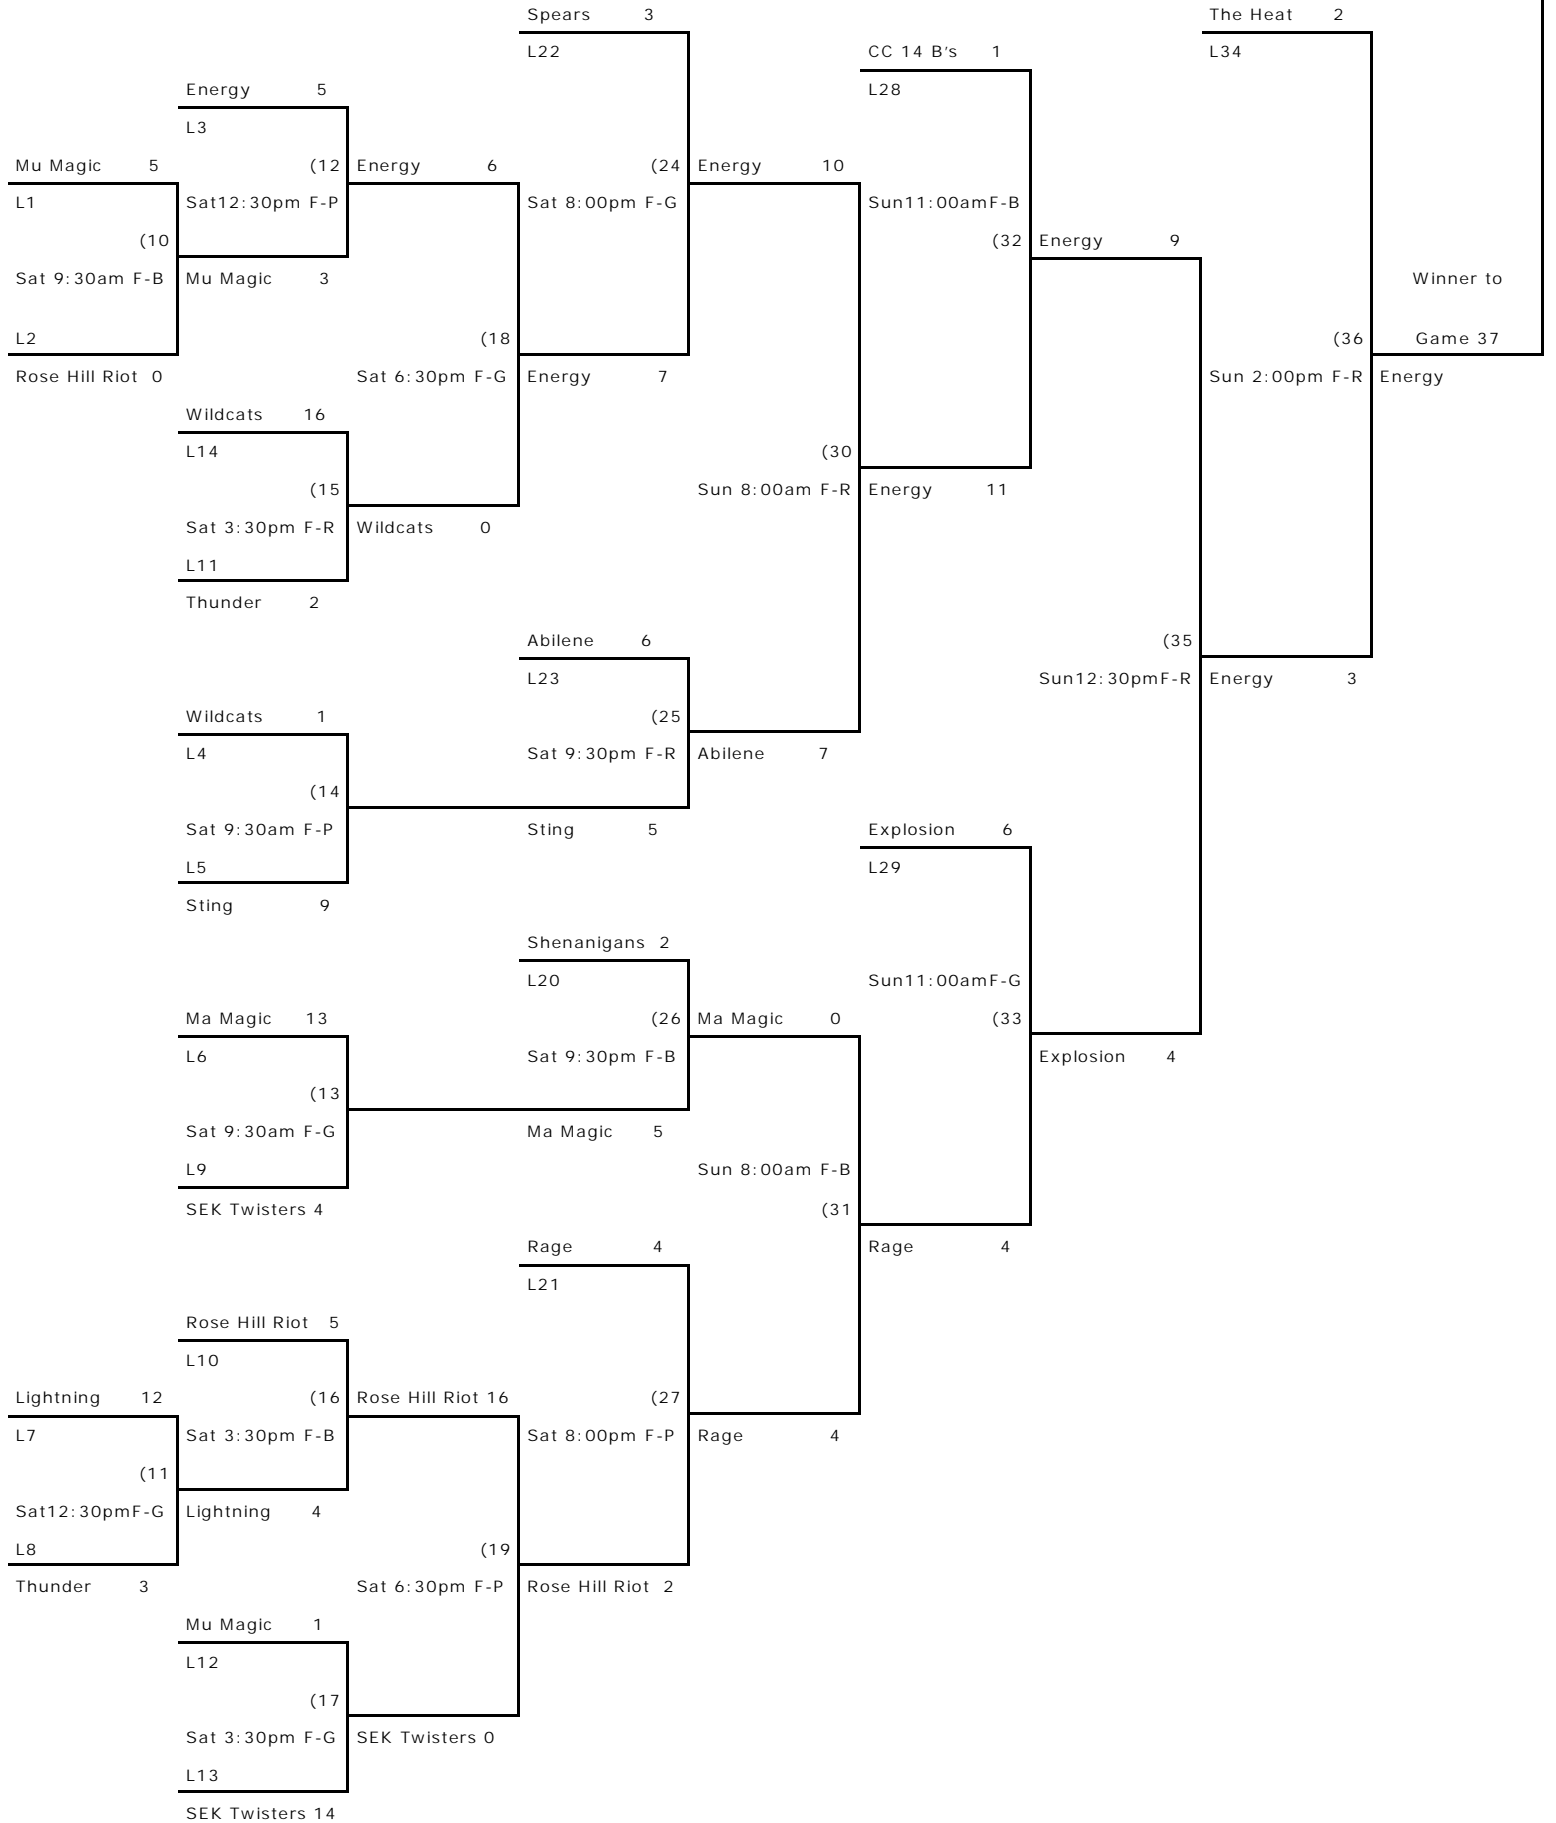 Spears 3
The Heat 2
L22
CC 14 B's 1
L34
Energy 5
L28
L3
Mu Magic 5
(12
Energy 6
(24
Energy 10
L1
Sat12:30pm F-P
Sat 8:00pm F-G
Sun11:00amF-B
(10
(32
Energy 9
Sat 9:30am F-B
Mu Magic 3
Winner to
L2
(18
(36
Game 37
Rose Hill Riot 0
Sat 6:30pm F-G
Energy 7
Sun 2:00pm F-R
Energy
Wildcats 16
L14
(30
(15
Sun 8:00am F-R
Energy 11
Sat 3:30pm F-R
Wildcats 0
L11
Thunder 2
Abilene 6
(35
L23
Sun12:30pmF-R
Energy 3
Wildcats 1
(25
L4
Sat 9:30pm F-R
Abilene 7
(14
Sat 9:30am F-P
Sting 5
Explosion 6
L5
L29
Sting 9
Shenanigans 2
L20
Sun11:00amF-G
Ma Magic 13
(26
Ma Magic 0
(33
L6
Sat 9:30pm F-B
Explosion 4
(13
Sat 9:30am F-G
Ma Magic 5
L9
Sun 8:00am F-B
SEK Twisters 4
(31
Rage 4
Rage 4
L21
Rose Hill Riot 5
L10
Lightning 12
(16
Rose Hill Riot 16
(27
L7
Sat 3:30pm F-B
Sat 8:00pm F-P
Rage 4
(11
Sat12:30pmF-G
Lightning 4
L8
(19
Thunder 3
Sat 6:30pm F-P
Rose Hill Riot 2
Mu Magic 1
L12
(17
Sat 3:30pm F-G
SEK Twisters 0
L13
SEK Twisters 14